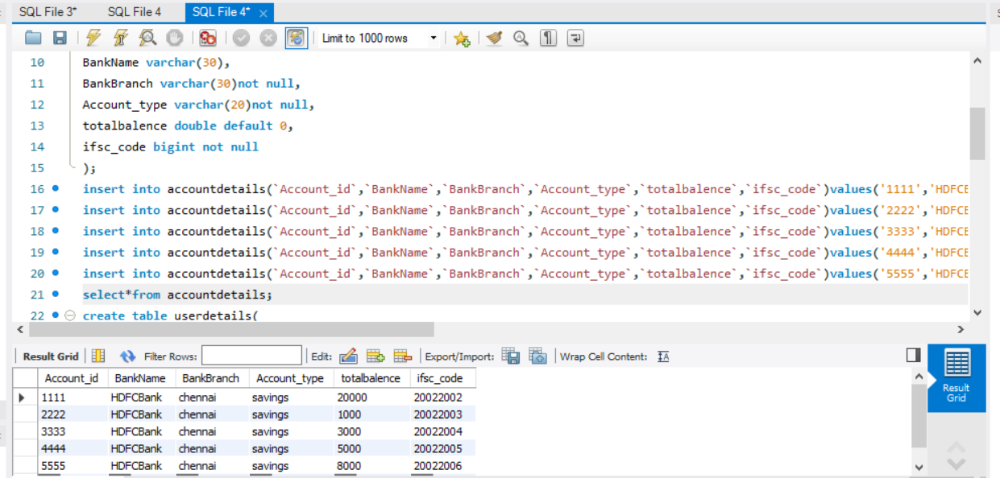 SQL File 3* SQL File 4 SQL File 4* ×
Limit to 1000 rows
10 BankName varchar(30),
11 BankBranch varchar(30)not null,
12 Account_type varchar(20)not null,
13 totalbalence double default 0,
14 ifsc_code bigint not null
15 );
16 insert into accountdetails(`Account_id`,`BankName`,`BankBranch`,`Account_type`,`totalbalence`,`ifsc_code`)values('1111','HDFCB
17 insert into accountdetails(`Account_id`,`BankName`,`BankBranch`,`Account_type`,`totalbalence`,`ifsc_code`)values('2222','HDFCB
18 insert into accountdetails(`Account_id`,`BankName`,`BankBranch`,`Account_type`,`totalbalence`,`ifsc_code`)values('3333','HDFCB
19 insert into accountdetails(`Account_id`,`BankName`,`BankBranch`,`Account_type`,`totalbalence`,`ifsc_code`)values('4444','HDFCB
20 insert into accountdetails(`Account_id`,`BankName`,`BankBranch`,`Account_type`,`totalbalence`,`ifsc_code`)values('5555','HDFCB
21 select*from accountdetails;
22 create table userdetails(
Result Grid Filter Rows: Edit: Export/Import: Wrap Cell Content: IA
Account_id BankName BankBranch Account_type totalbalence ifsc_code
1111 HDFCBank chennai savings 20000 20022002
2222 HDFCBank chennai savings 1000 20022003
3333 HDFCBank chennai savings 3000 20022004
4444 HDFCBank chennai savings 5000 20022005
5555 HDFCBank chennai savings 8000 20022006
Result
Grid